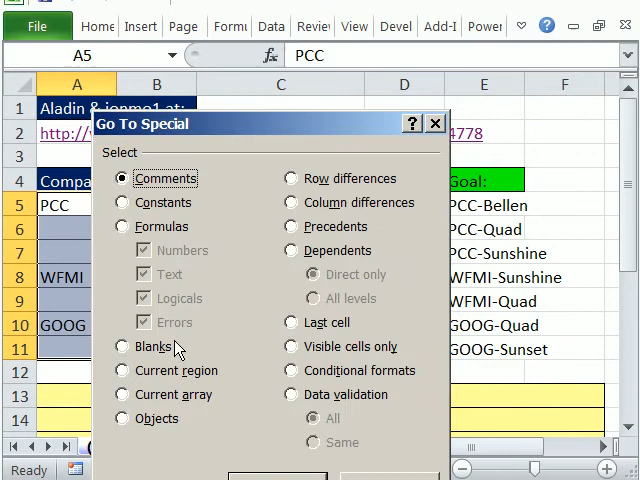 File Home Insert Page Formu Data Revie View Devel Add-I Power
A5 fx PCC
A B C D E F
1 Aladin & jonmo1 at:
2 http:// 4778
3
4 Compa Goal:
5 PCC PCC-Bellen
6 PCC-Quad
7 PCC-Sunshine
8 WFMI WFMI-Sunshine
9 WFMI-Quad
10 GOOG GOOG-Quad
11 GOOG-Sunset
12
13
14
Go To Special
Select
Comments
Constants
Formulas
Numbers
Text
Logicals
Errors
Blanks
Current region
Current array
Objects
Row differences
Column differences
Precedents
Dependents
Direct only
All levels
Last cell
Visible cells only
Conditional formats
Data validation
All
Same
Ready